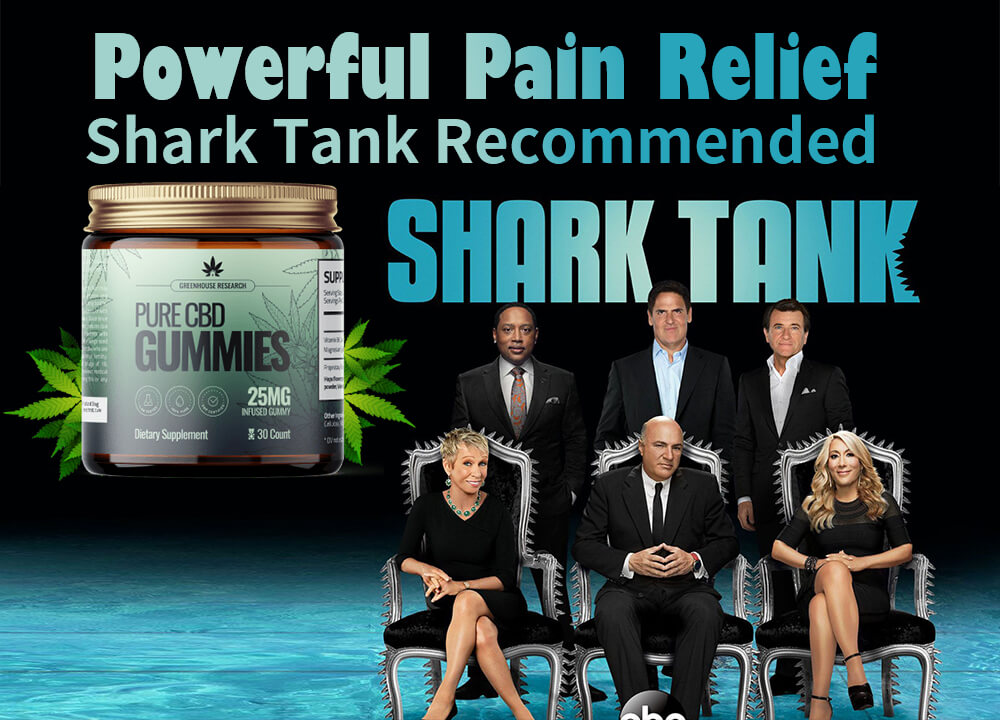 Powerful Pain Relief
Shark Tank Recommended
SHARK TANK
GREENHOUSE RESEARCH
PURE CBD
GUMMIES
25MG
INFUSED GUMMY
Dietary Supplement
30 Count
abc